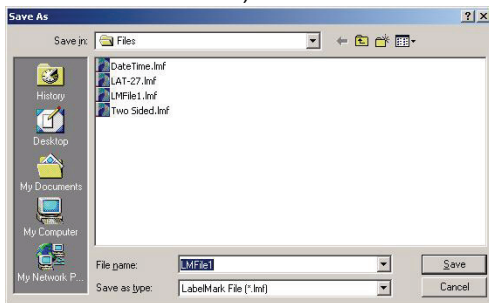 Save As
Save in:
Files
History
Desktop
My Documents
My Computer
My Network P...
DateTime.lmf
LAT-27.lmf
LMFile1.lmf
Two Sided.lmf
File name:
LMFile1
Save
Save as type:
LabelMark File (*.lmf)
Cancel